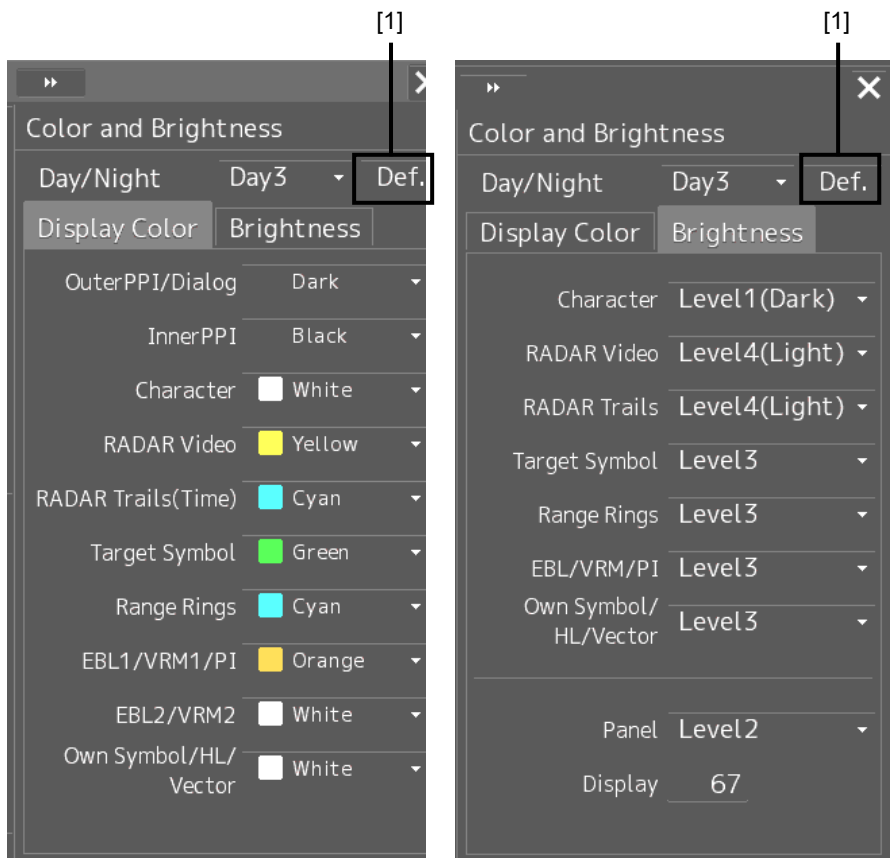 [1]
Color and Brightness
Day/Night Day3 Def.
Display Color Brightness
OuterPPI/Dialog Dark
InnerPPI Black
Character White
RADAR Video Yellow
RADAR Trails(Time) Cyan
Target Symbol Green
Range Rings Cyan
EBL1/VRM1/PI Orange
EBL2/VRM2 White
Own Symbol/HL/
Vector White
[1]
Color and Brightness
Day/Night Day3 Def.
Display Color Brightness
Character Level1(Dark)
RADAR Video Level4(Light)
RADAR Trails Level4(Light)
Target Symbol Level3
Range Rings Level3
EBL/VRM/PI Level3
Own Symbol/
HL/Vector Level3
Panel Level2
Display 67